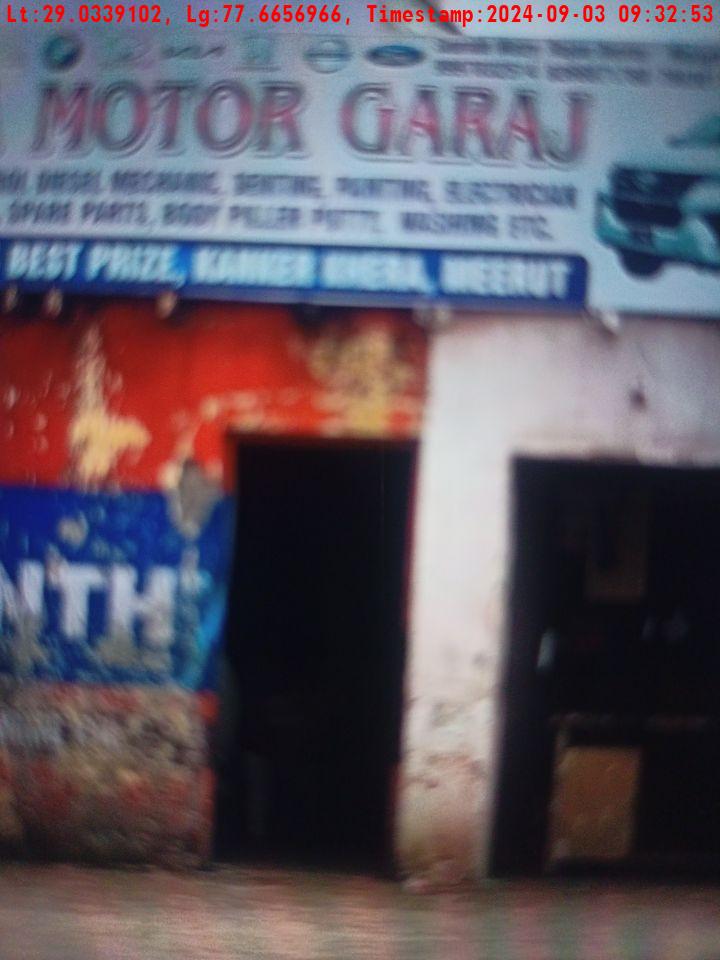 Lt:29.0339102, Lg:77.6656966, Timestamp:2024-09-03 09:32:53
MOTOR GARAJ
DIESEL MECHANIC, DENTING, PAINTING, ELECTRICIAN
SPARE PARTS, BODY FILLER PUTTY, WASHING ETC.
BEST PRIZE, KANKER KHERA, MEERUT
NTH